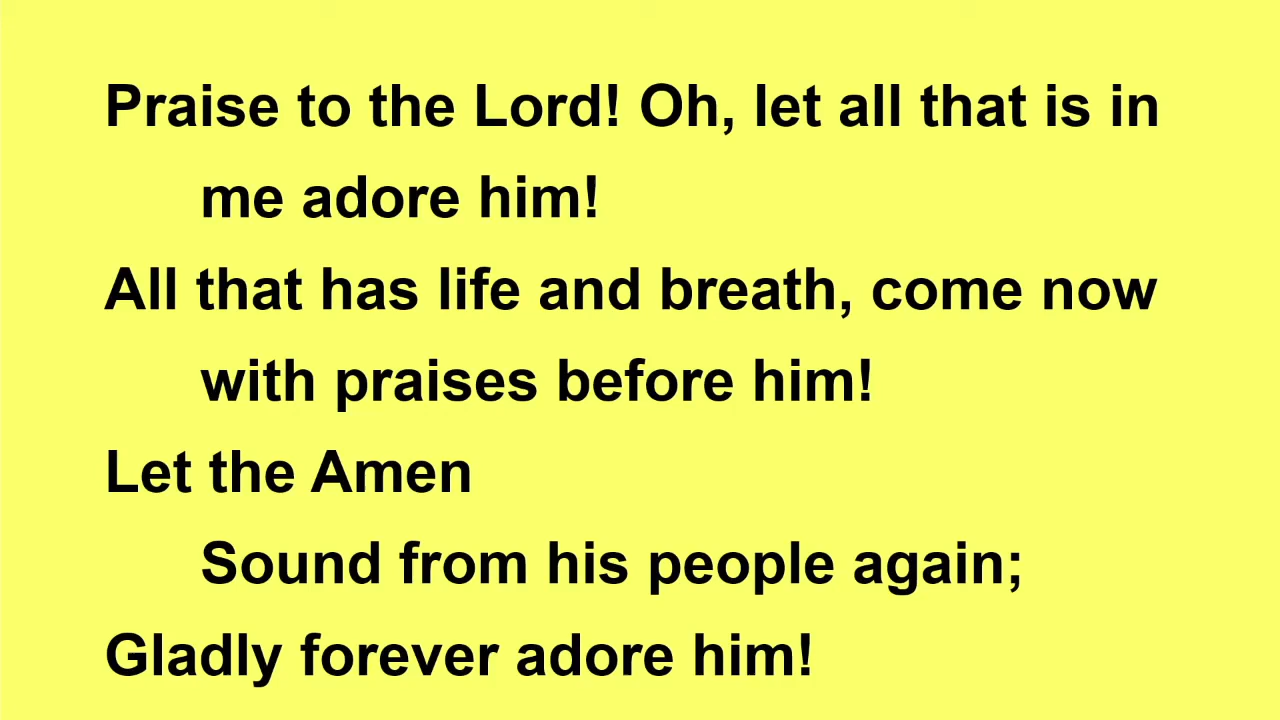 Praise to the Lord! Oh, let all that is in
me adore him!
All that has life and breath, come now
with praises before him!
Let the Amen
Sound from his people again;
Gladly forever adore him!